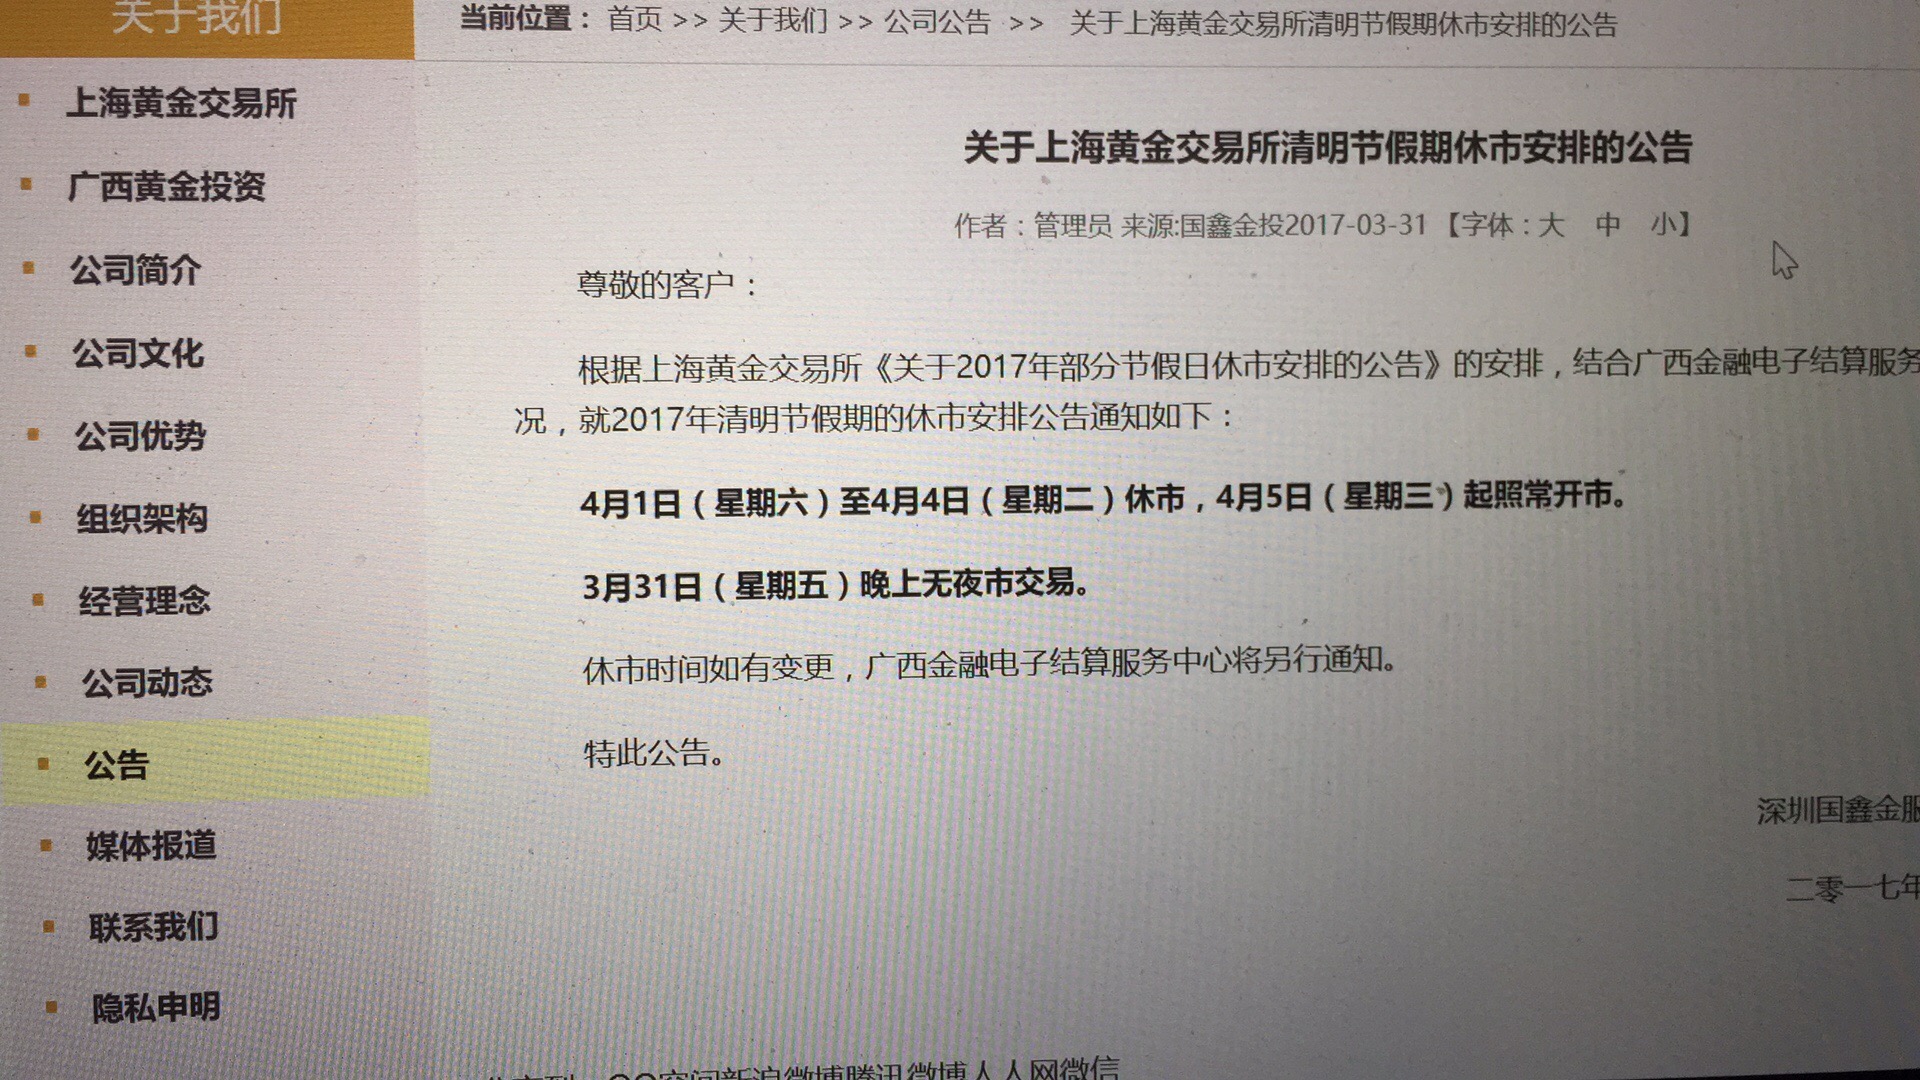 关于我们
当前位置： 首页 >> 关于我们 >> 公司公告 >> 关于上海黄金交易所清明节假期休市安排的公告
上海黄金交易所
广西黄金投资
公司简介
公司文化
公司优势
组织架构
经营理念
公司动态
公告
媒体报道
联系我们
隐私申明
关于上海黄金交易所清明节假期休市安排的公告
作者：管理员 来源:国鑫金投2017-03-31 【字体：大 中 小】
尊敬的客户：
根据上海黄金交易所《关于2017年部分节假日休市安排的公告》的安排，结合广西金融电子结算服务
况，就2017年清明节假期的休市安排公告通知如下：
4月1日（星期六）至4月4日（星期二）休市，4月5日（星期三）起照常开市。
3月31日（星期五）晚上无夜市交易。
休市时间如有变更，广西金融电子结算服务中心将另行通知。
特此公告。
深圳国鑫金服
二零一七年
QQ空间新浪微博腾讯微博人人网微信